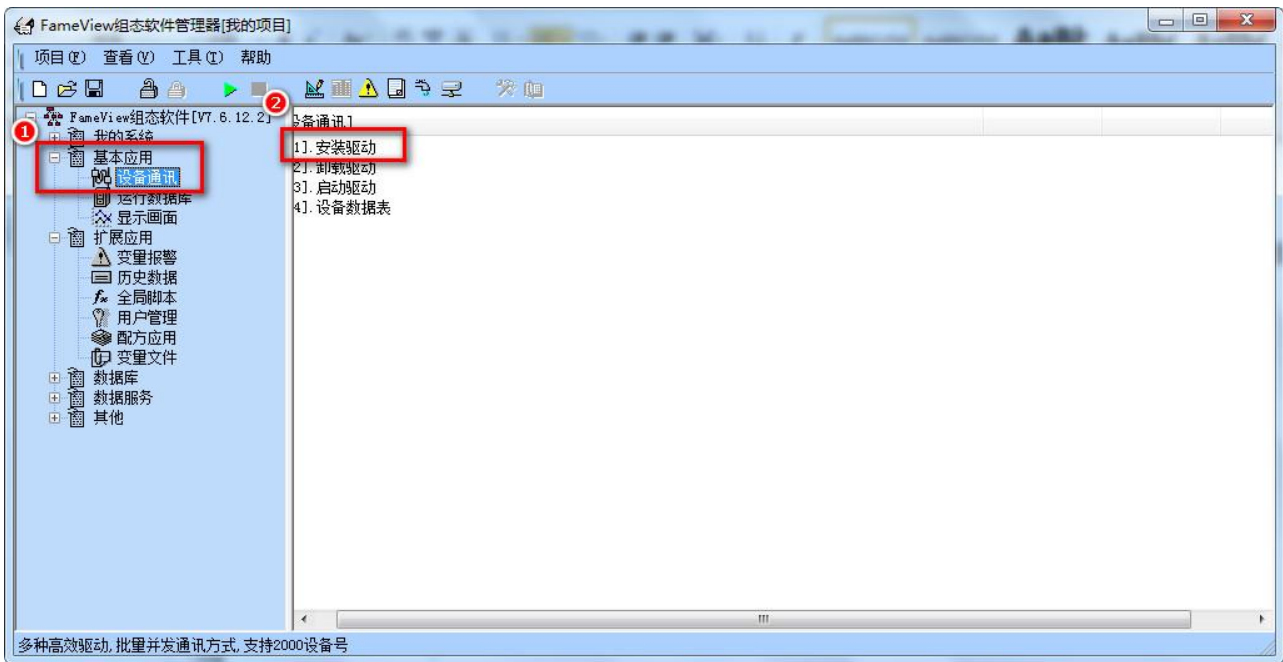 FameView组态软件管理器[我的项目]
项目(P) 查看(V) 工具(T) 帮助
2
FameView组态软件[V7.6.12.2]
设备通讯]
1
我的系统
1].安装驱动
基本应用
2].卸载驱动
设备通讯
3].启动驱动
运行数据库
4].设备数据表
显示画面
扩展应用
变量报警
历史数据
全局脚本
用户管理
配方应用
变量文件
数据库
数据服务
其他
多种高效驱动,批量并发通讯方式,支持2000设备号